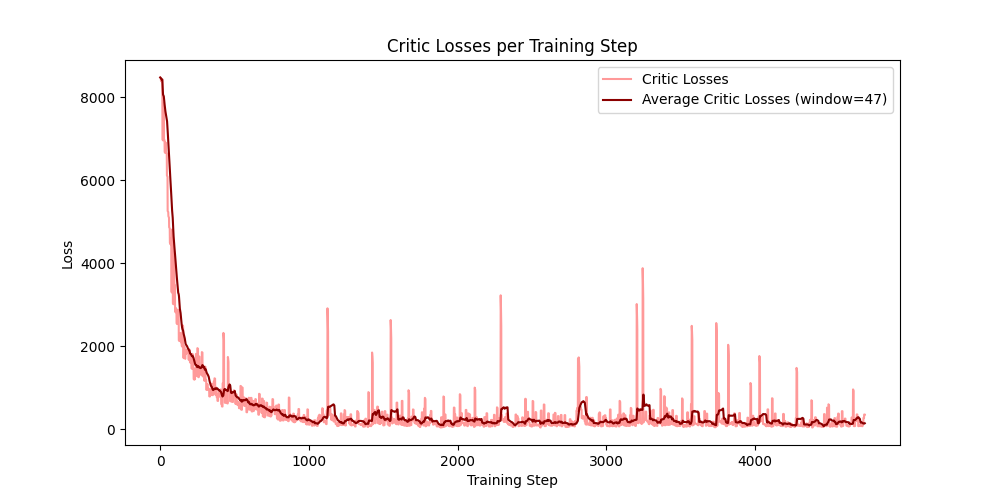 Critic Losses per Training Step
Critic Losses
Average Critic Losses (window=47)
Loss
8000
6000
4000
2000
0
0 1000 2000 3000 4000
Training Step